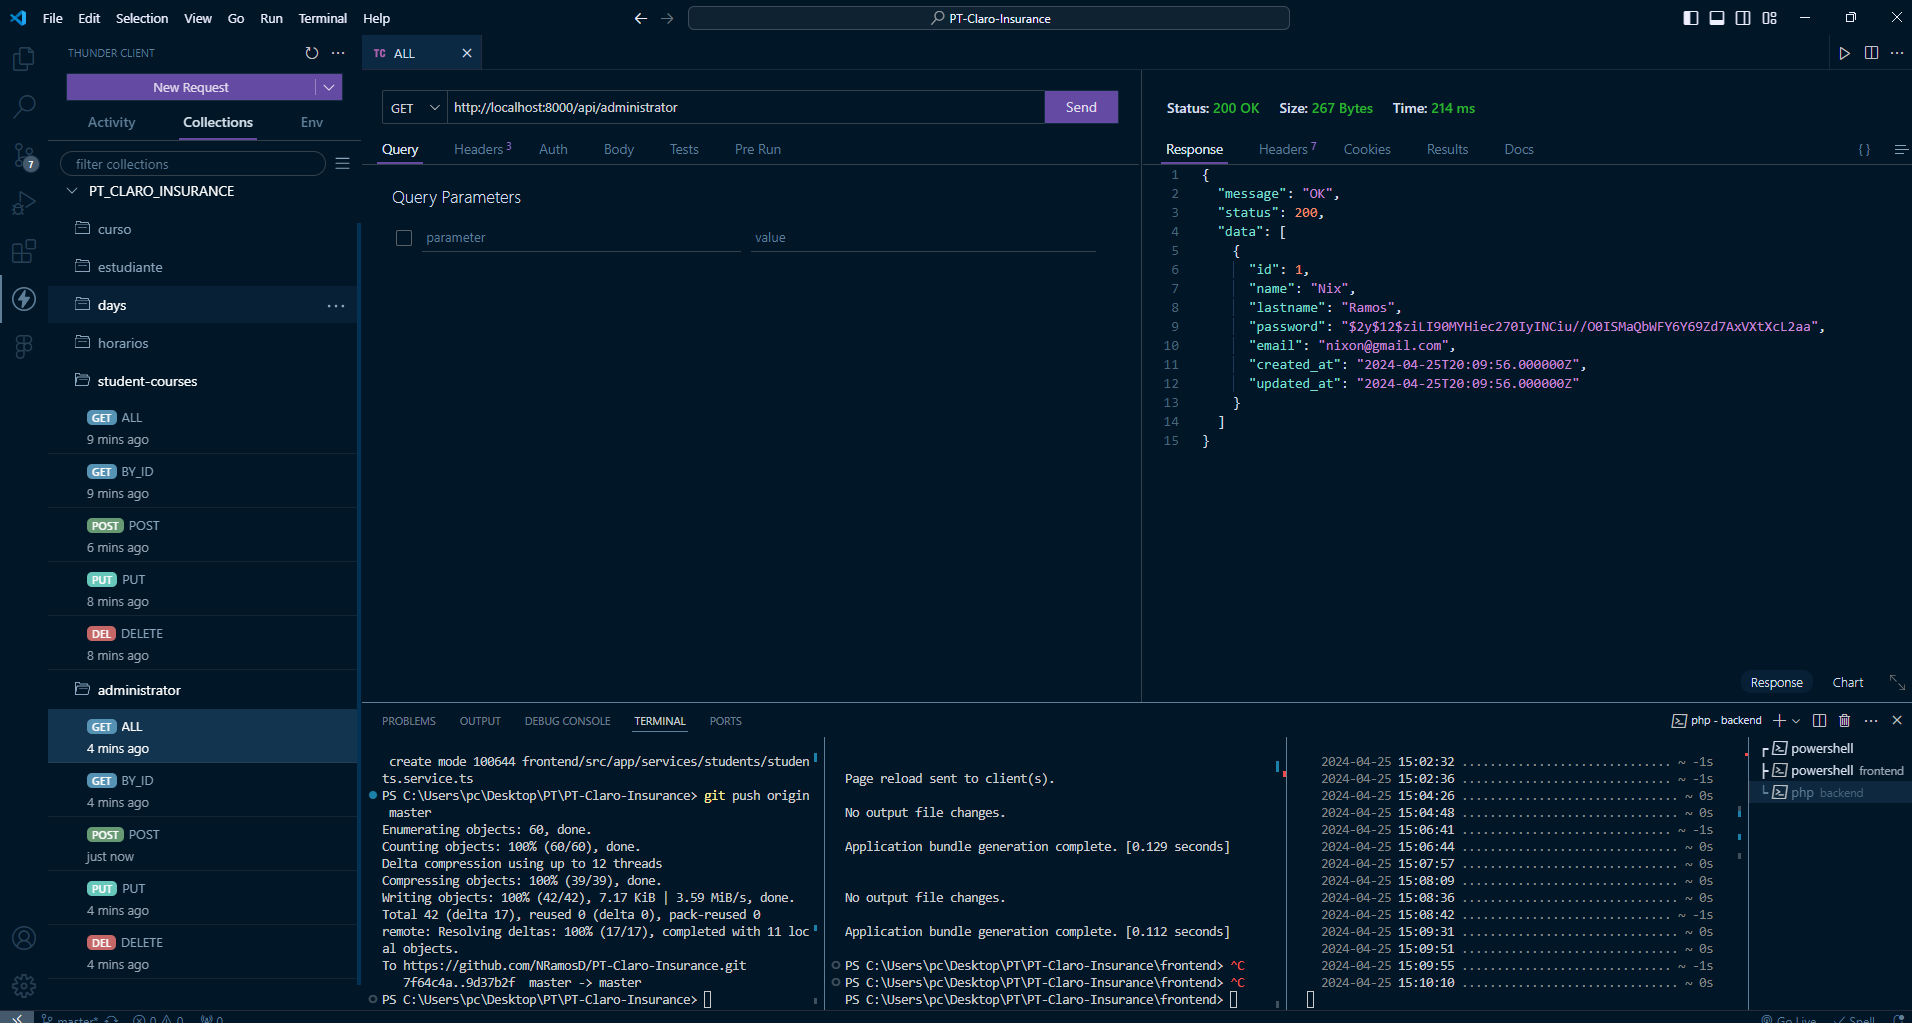 File Edit Selection View Go Run Terminal Help
PT-Claro-Insurance
THUNDER CLIENT
New Request
Activity Collections Env
filter collections
7
PT_CLARO_INSURANCE
curso
estudiante
days
horarios
student-courses
GET ALL
9 mins ago
GET BY_ID
9 mins ago
POST POST
6 mins ago
PUT PUT
8 mins ago
DEL DELETE
8 mins ago
administrator
GET ALL
4 mins ago
GET BY_ID
4 mins ago
POST POST
just now
PUT PUT
4 mins ago
DEL DELETE
4 mins ago
TC ALL
GET http://localhost:8000/api/administrator Send
Query Headers 3 Auth Body Tests Pre Run
Query Parameters
parameter value
Status: 200 OK Size: 267 Bytes Time: 214 ms
Response Headers 7 Cookies Results Docs { }
1 {
2 "message": "OK",
3 "status": 200,
4 "data": [
5 {
6 "id": 1,
7 "name": "Nix",
8 "lastname": "Ramos",
9 "password": "$2y$12$ziLI90MYHiec270IyINCiu//O0ISMaQbWFY6Y69Zd7AxVXtXcL2aa",
10 "email": "nixon@gmail.com",
11 "created_at": "2024-04-25T20:09:56.000000Z",
12 "updated_at": "2024-04-25T20:09:56.000000Z"
13 }
14 ]
15 }
Response Chart
PROBLEMS OUTPUT DEBUG CONSOLE TERMINAL PORTS
php - backend
create mode 100644 frontend/src/app/services/students/studen
ts.service.ts
PS C:\Users\pc\Desktop\PT\PT-Claro-Insurance> git push origin
master
Enumerating objects: 60, done.
Counting objects: 100% (60/60), done.
Delta compression using up to 12 threads
Compressing objects: 100% (39/39), done.
Writing objects: 100% (42/42), 7.17 KiB | 3.59 MiB/s, done.
Total 42 (delta 17), reused 0 (delta 0), pack-reused 0
remote: Resolving deltas: 100% (17/17), completed with 11 loc
al objects.
To https://github.com/NRamosD/PT-Claro-Insurance.git
7f64c4a..9d37b2f master -> master
PS C:\Users\pc\Desktop\PT\PT-Claro-Insurance>
Page reload sent to client(s).
No output file changes.
Application bundle generation complete. [0.129 seconds]
No output file changes.
Application bundle generation complete. [0.112 seconds]
PS C:\Users\pc\Desktop\PT\PT-Claro-Insurance\frontend> ^C
PS C:\Users\pc\Desktop\PT\PT-Claro-Insurance\frontend> ^C
PS C:\Users\pc\Desktop\PT\PT-Claro-Insurance\frontend>
2024-04-25 15:02:32 ............................ ~ -1s
2024-04-25 15:02:36 ............................ ~ -1s
2024-04-25 15:04:26 ............................. ~ 0s
2024-04-25 15:04:48 ............................. ~ 0s
2024-04-25 15:06:41 ............................ ~ -1s
2024-04-25 15:06:44 ............................. ~ 0s
2024-04-25 15:07:57 ............................. ~ 0s
2024-04-25 15:08:09 ............................. ~ 0s
2024-04-25 15:08:36 ............................. ~ 0s
2024-04-25 15:08:42 ............................ ~ -1s
2024-04-25 15:09:31 ............................. ~ 0s
2024-04-25 15:09:51 ............................. ~ 0s
2024-04-25 15:09:55 ............................ ~ -1s
2024-04-25 15:10:10 ............................. ~ 0s
powershell
powershell frontend
php backend
master* 0 0 0 Go Live Spell